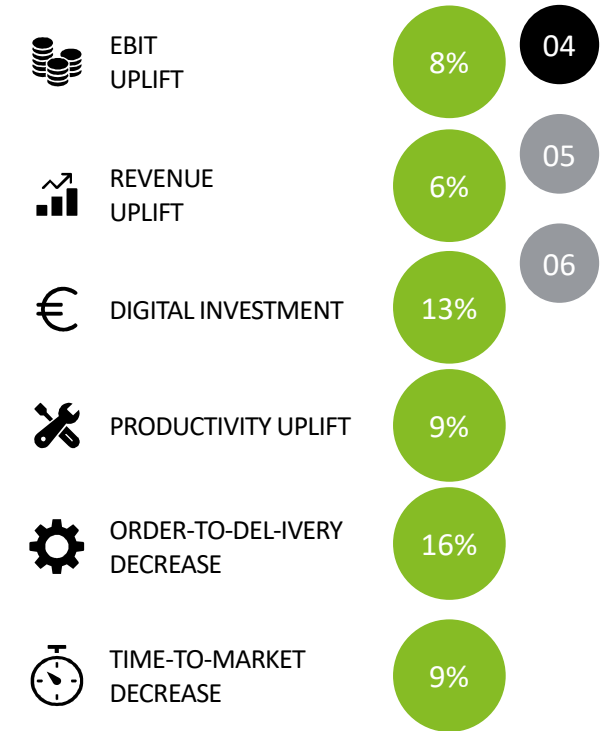 EBIT
UPLIFT
8%
04
REVENUE
UPLIFT
6%
05
06
€
DIGITAL INVESTMENT
13%
PRODUCTIVITY UPLIFT
9%
ORDER-TO-DEL-IVERY
DECREASE
16%
TIME-TO-MARKET
DECREASE
9%